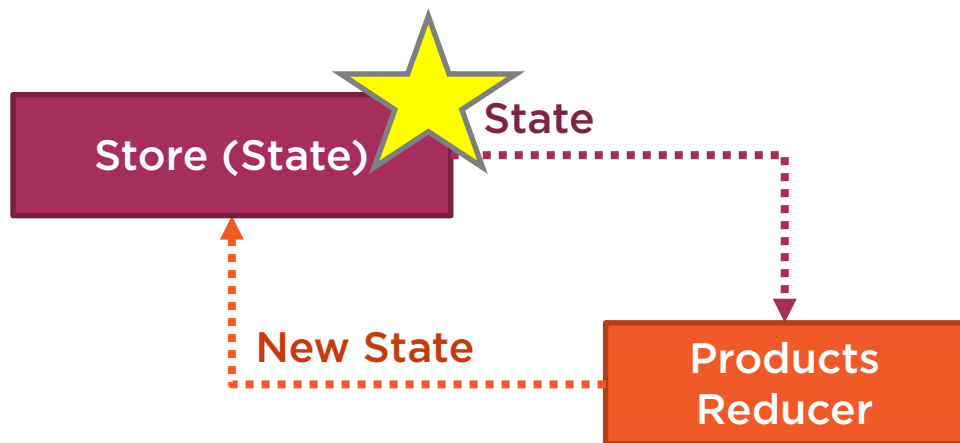 Store (State)
State
New State
Products
Reducer